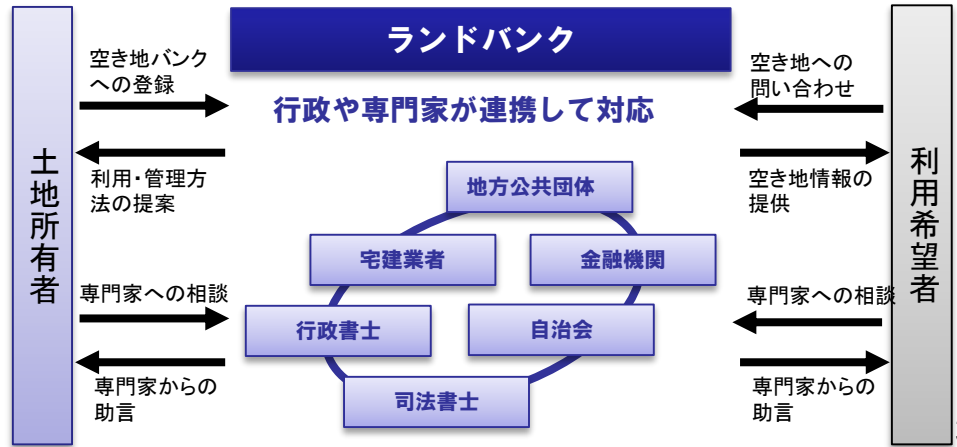 ランドバンク
行政や専門家が連携して対応
土地所有者
空き地バンク
への登録
利用・管理方
法の提案
専門家への相談
専門家からの
助言
地方公共団体
宅建業者
金融機関
行政書士
自治会
司法書士
空き地への
問い合わせ
空き地情報の
提供
専門家への相談
専門家からの
助言
利用希望者